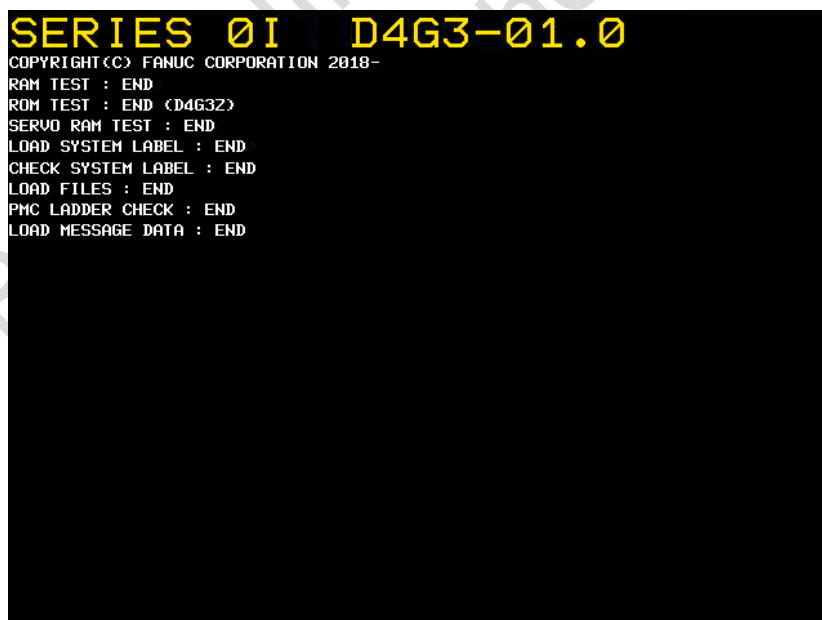 SERIES 0I D4G3-01.0
COPYRIGHT(C) FANUC CORPORATION 2018-
RAM TEST : END
ROM TEST : END (D4G3Z)
SERVO RAM TEST : END
LOAD SYSTEM LABEL : END
CHECK SYSTEM LABEL : END
LOAD FILES : END
PMC LADDER CHECK : END
LOAD MESSAGE DATA : END